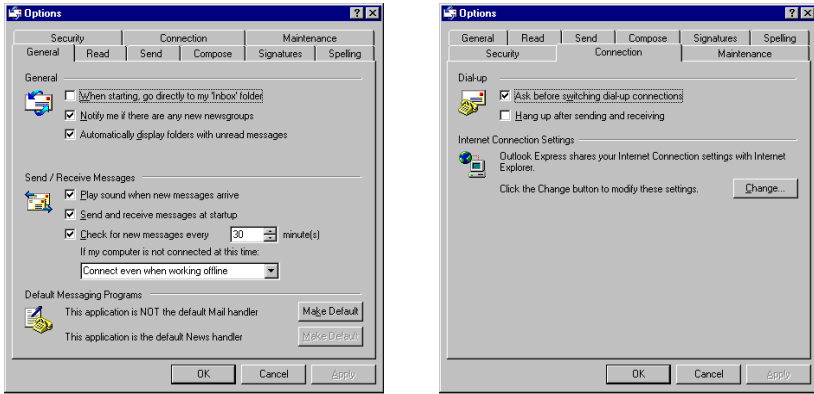 Options
Security Connection Maintenance
General Read Send Compose Signatures Spelling
General
When starting, go directly to my 'Inbox' folder
Notify me if there are any new newsgroups
Automatically display folders with unread messages
Send / Receive Messages
Play sound when new messages arrive
Send and receive messages at startup
Check for new messages every 30 minute(s)
If my computer is not connected at this time:
Connect even when working offline
Default Messaging Programs
This application is NOT the default Mail handler Make Default
This application is the default News handler Make Default
OK Cancel Apply
Options
General Read Send Compose Signatures Spelling
Security Connection Maintenance
Dial-up
Ask before switching dial-up connections
Hang up after sending and receiving
Internet Connection Settings
Outlook Express shares your Internet Connection settings with Internet
Explorer.
Click the Change button to modify these settings. Change...
OK Cancel Apply